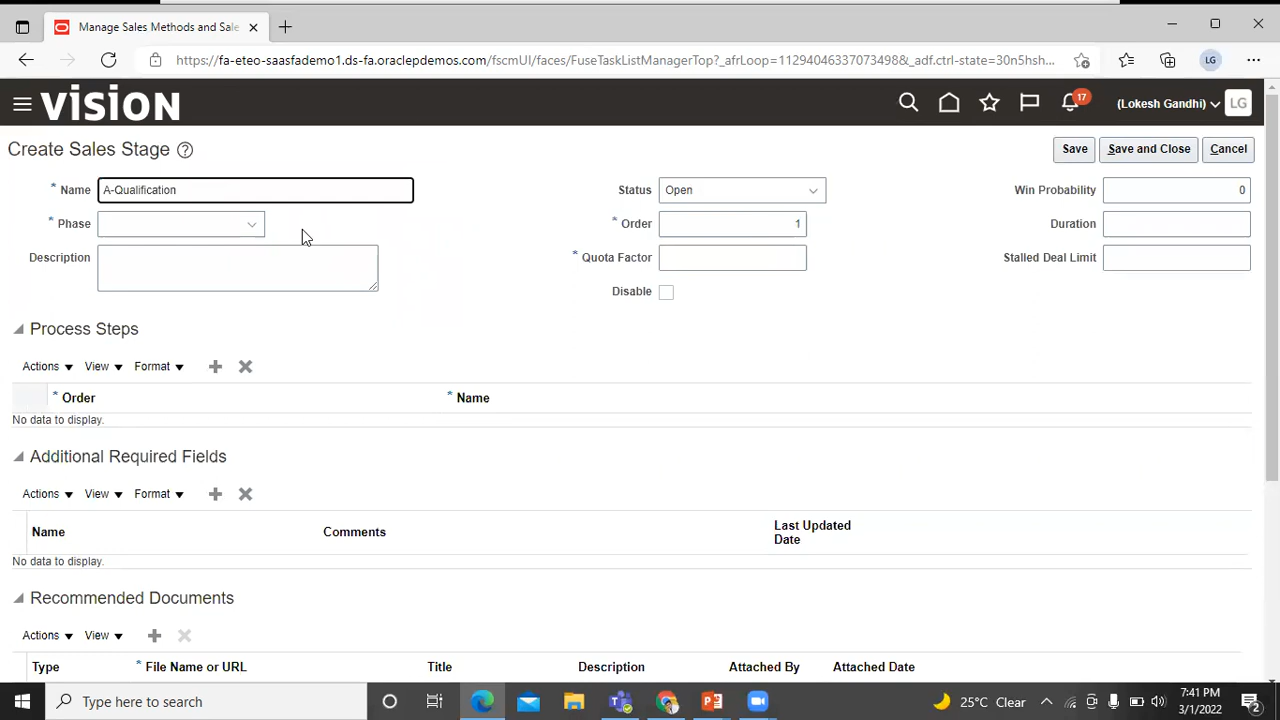 Manage Sales Methods and Sale
https://fa-eteo-saasfademo1.ds-fa.oraclepdemos.com/fscmUI/faces/FuseTaskListManagerTop?_afrLoop=112940463370734988&_adf.ctrl-state=30n5hsh...
LG
vision
17
(Lokesh Gandhi)
LG
Create Sales Stage ?
Save
Save and Close
Cancel
* Name A-Qualification
Status Open
Win Probability 0
* Phase
* Order 1
Duration
Description
* Quota Factor
Stalled Deal Limit
Disable
Process Steps
Actions View Format
* Order * Name
No data to display.
Additional Required Fields
Actions View Format
Name Comments Last Updated
Date
No data to display.
Recommended Documents
Actions View
Type * File Name or URL Title Description Attached By Attached Date
Type here to search
25°C Clear
7:41 PM
3/1/2022
2